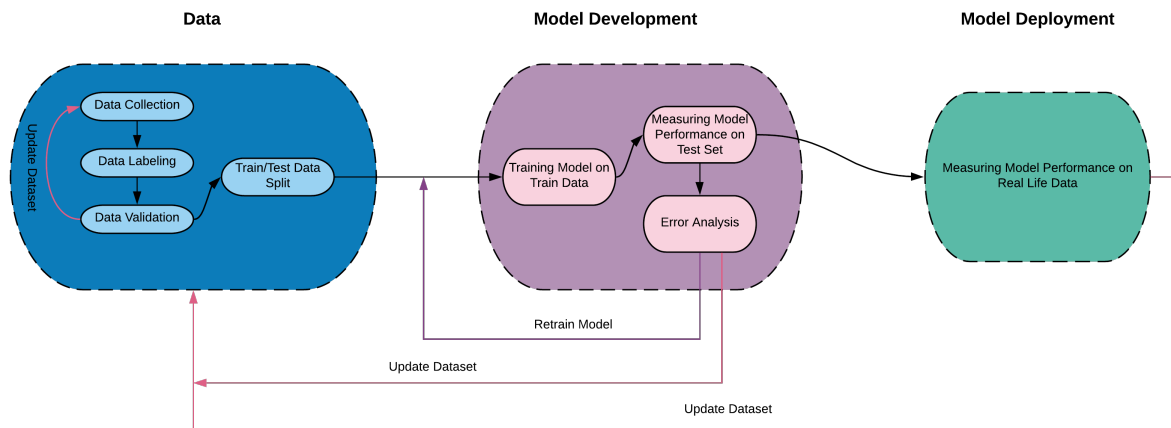 Data
Model Development
Model Deployment
Data Collection
Update Dataset
Data Labeling
Data Validation
Train/Test Data
Split
Training Model on
Train Data
Measuring Model
Performance on
Test Set
Error Analysis
Measuring Model Performance on
Real Life Data
Retrain Model
Update Dataset
Update Dataset